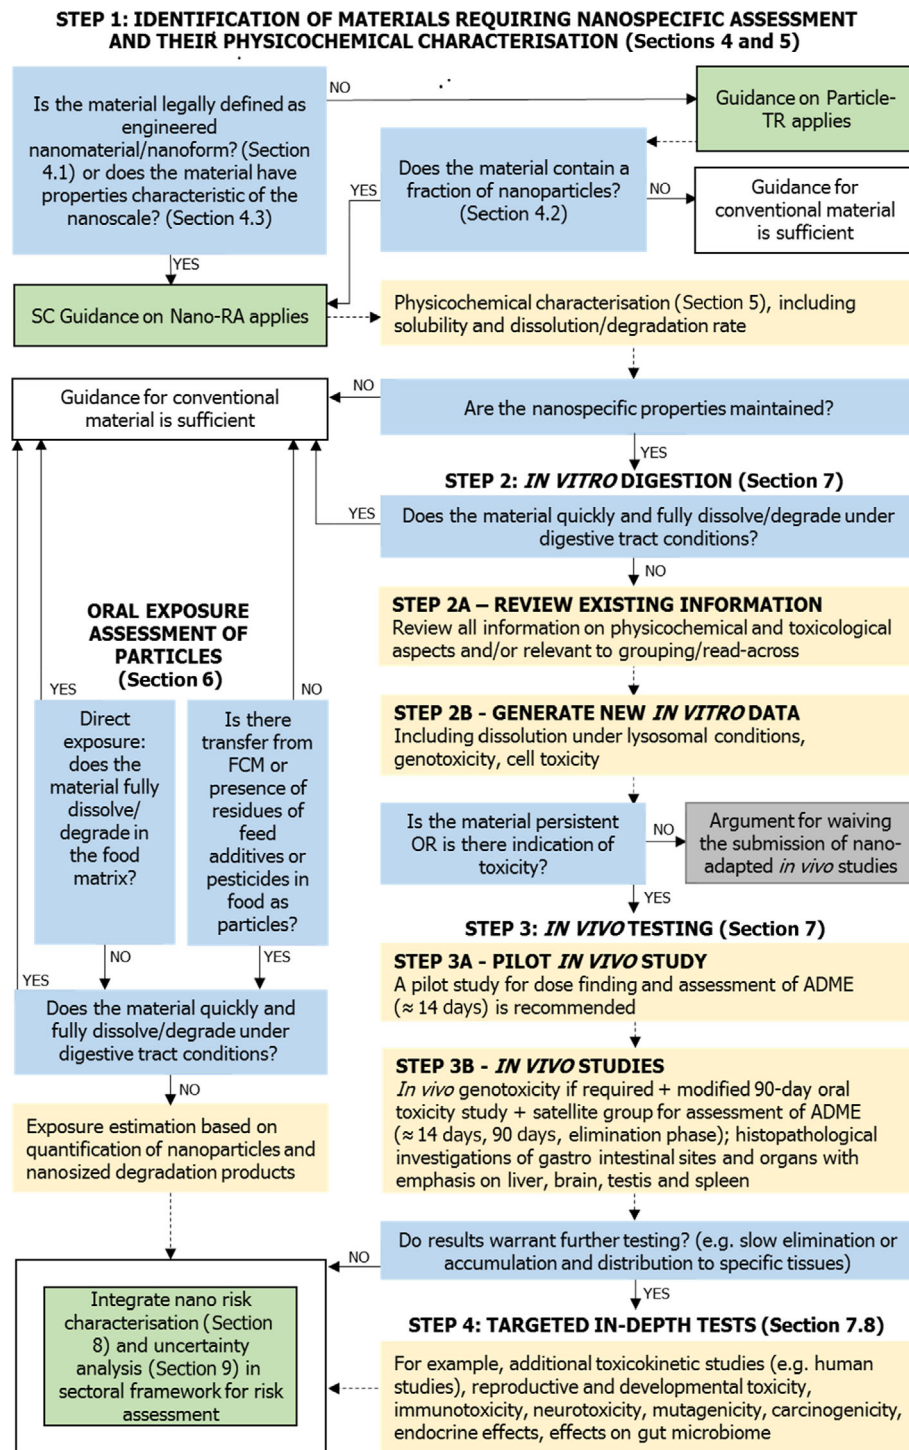 STEP 1: IDENTIFICATION OF MATERIALS REQUIRING NANOSPECIFIC ASSESSMENT
AND THEIR PHYSICOCHEMICAL CHARACTERISATION (Sections 4 and 5)
Is the material legally defined as
engineered
nanomaterial/nanoform? (Section
4.1) or does the material have
properties characteristic of the
nanoscale? (Section 4.3)
NO
Guidance on Particle-
TR applies
Does the material contain a
fraction of nanoparticles?
(Section 4.2)
YES
NO
Guidance for
conventional material
is sufficient
YES
SC Guidance on Nano-RA applies
Physicochemical characterisation (Section 5), including
solubility and dissolution/degradation rate
Guidance for conventional
material is sufficient
NO
Are the nanospecific properties maintained?
YES
STEP 2: IN VITRO DIGESTION (Section 7)
YES
Does the material quickly and fully dissolve/degrade under
digestive tract conditions?
NO
STEP 2A – REVIEW EXISTING INFORMATION
Review all information on physicochemical and toxicological
aspects and/or relevant to grouping/read-across
ORAL EXPOSURE
ASSESSMENT OF
PARTICLES
(Section 6)
YES
NO
STEP 2B - GENERATE NEW IN VITRO DATA
Including dissolution under lysosomal conditions,
genotoxicity, cell toxicity
Direct
exposure:
does the
material fully
dissolve/
degrade in
the food
matrix?
Is there
transfer from
FCM or
presence of
residues of
feed
additives or
pesticides in
food as
particles?
Is the material persistent
OR is there indication of
toxicity?
NO
Argument for waiving
the submission of nano-
adapted in vivo studies
YES
STEP 3: IN VIVO TESTING (Section 7)
STEP 3A - PILOT IN VIVO STUDY
A pilot study for dose finding and assessment of ADME
(≈ 14 days) is recommended
NO
YES
YES
Does the material quickly and
fully dissolve/degrade under
digestive tract conditions?
NO
STEP 3B - IN VIVO STUDIES
In vivo genotoxicity if required + modified 90-day oral
toxicity study + satellite group for assessment of ADME
(≈ 14 days, 90 days, elimination phase); histopathological
investigations of gastro intestinal sites and organs with
emphasis on liver, brain, testis and spleen
Exposure estimation based on
quantification of nanoparticles and
nanosized degradation products
NO
Do results warrant further testing? (e.g. slow elimination or
accumulation and distribution to specific tissues)
YES
Integrate nano risk
characterisation (Section
8) and uncertainty
analysis (Section 9) in
sectoral framework for risk
assessment
STEP 4: TARGETED IN-DEPTH TESTS (Section 7.8)
For example, additional toxicokinetic studies (e.g. human
studies), reproductive and developmental toxicity,
immunotoxicity, neurotoxicity, mutagenicity, carcinogenicity,
endocrine effects, effects on gut microbiome